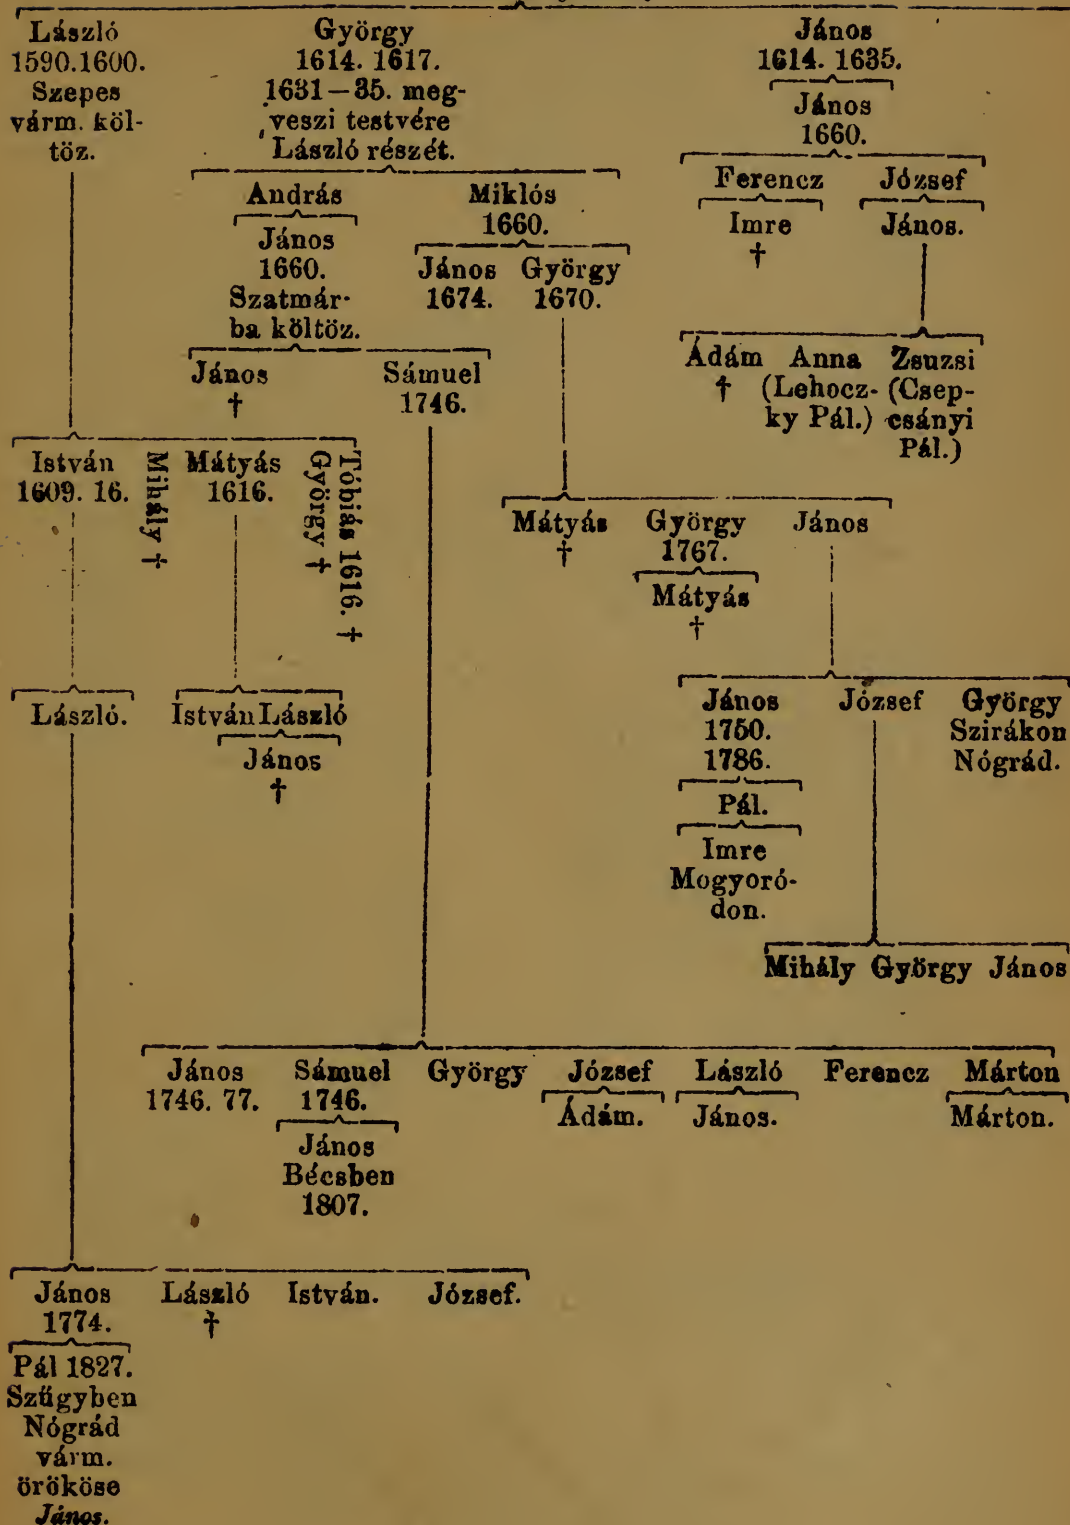 László György János
1590.1600. 1614. 1617. 1614. 1635.
Szepes 1631—35. meg- János
várm. köl- veszi testvére 1660.
töz. László részét.
András Miklós Ferencz József
János 1660. Imre János.
1660. János György †
Szatmár- 1674. 1670.
ba költöz.
János Sámuel Ádám Anna Zsuzsi
† 1746. † (Lehocz- (Csep-
ky Pál.) csányi
Pál.)
István Mihály † Mátyás György † Tóbiás 1616. †
1609. 16. 1616.
Mátyás György János
† 1767.
Mátyás
†
László. István László János József György
János 1750. Szirákon
† 1786. Nógrád.
Pál.
Imre
Mogyoró-
don.
Mihály György János
János Sámuel György József László Ferencz Márton
1746. 77. 1746. Ádám. János. Márton.
János
Bécsben
1807.
János László István. József.
1774. †
Pál 1827.
Szügyben
Nógrád
várm.
örököse
János.